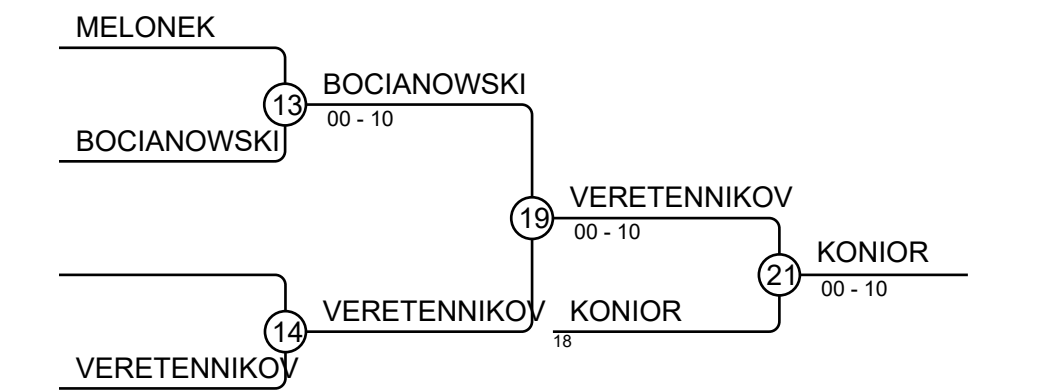 MELONEK
BOCIANOWSKI
13
00 - 10
BOCIANOWSKI
VERETENNIKOV
19
00 - 10
KONIOR
21
00 - 10
VERETENNIKOV
KONIOR
14
18
VERETENNIKOV